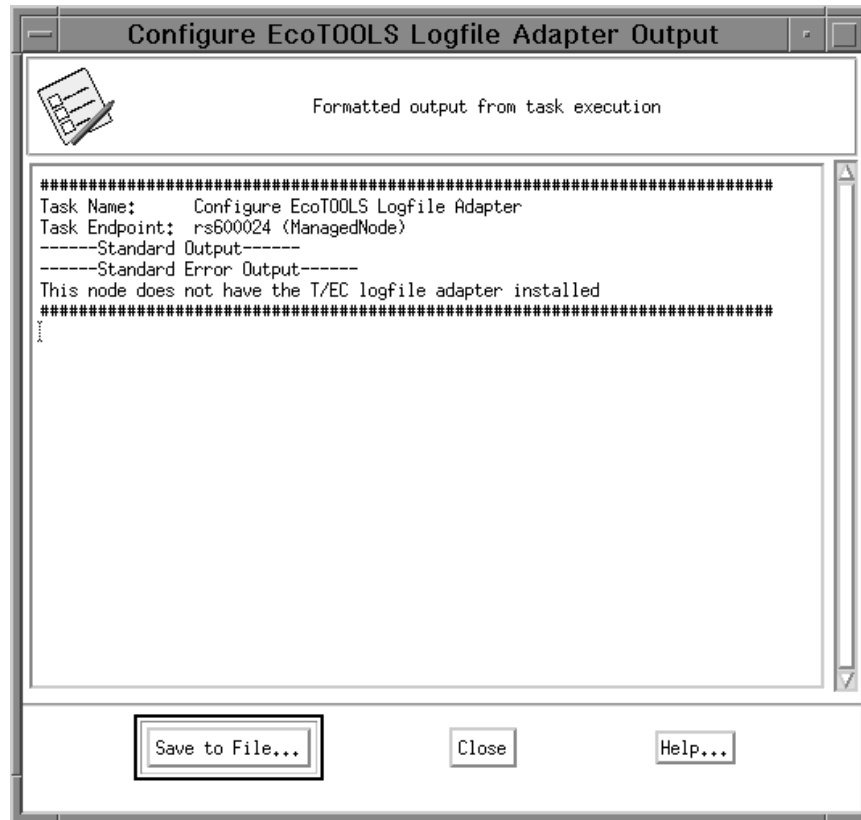 Configure EcoTOOLS Logfile Adapter Output
Formatted output from task execution
############################################################################
Task Name:      Configure EcoTOOLS Logfile Adapter
Task Endpoint:  rs600024 (ManagedNode)
------Standard Output------
------Standard Error Output------
This node does not have the T/EC logfile adapter installed
############################################################################
Save to File...
Close
Help...